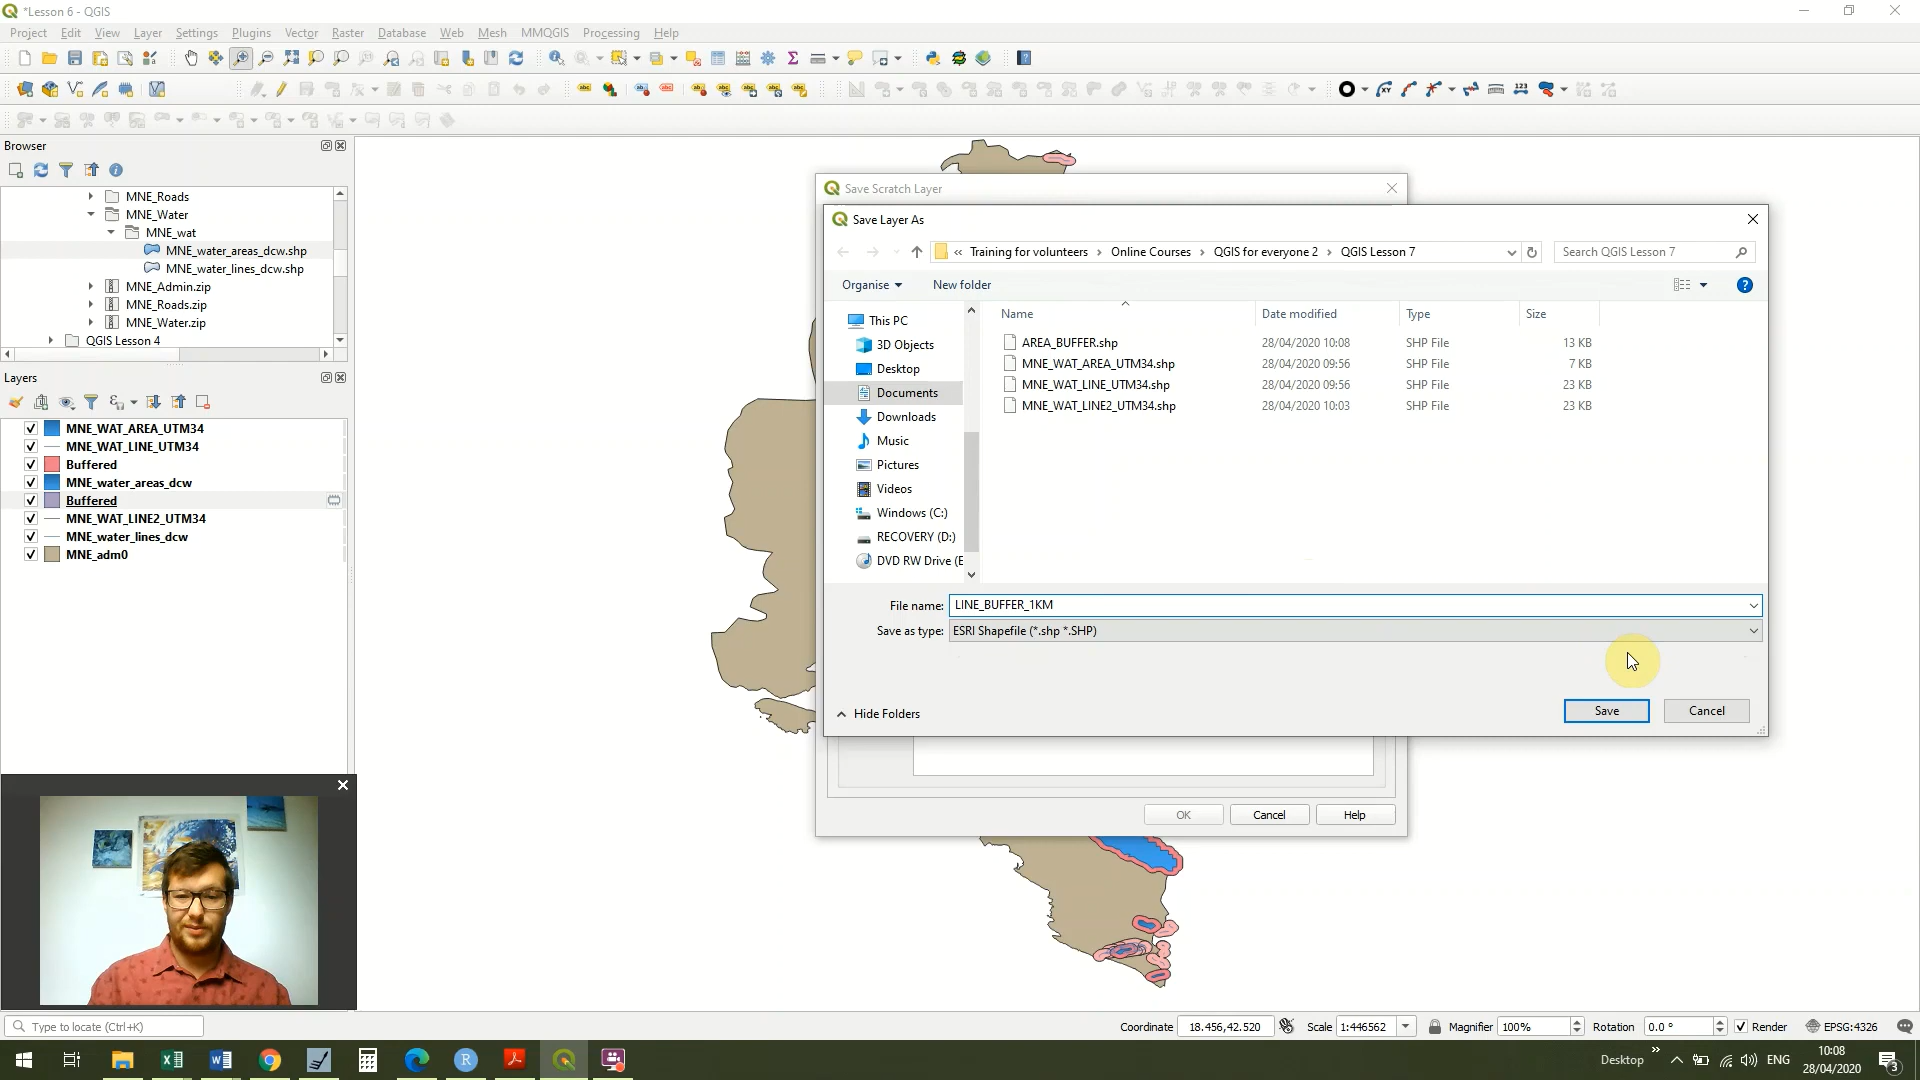 *Lesson 6 - QGIS
Project Edit View Layer Settings Plugins Vector Raster Database Web Mesh MMQGIS Processing Help
Browser
MNE_Roads
MNE_Water
MNE_wat
MNE_water_areas_dcw.shp
MNE_water_lines_dcw.shp
MNE_Admin.zip
MNE_Roads.zip
MNE_Water.zip
QGIS Lesson 4
Layers
MNE_WAT_AREA_UTM34
MNE_WAT_LINE_UTM34
Buffered
MNE_water_areas_dcw
Buffered
MNE_WAT_LINE2_UTM34
MNE_water_lines_dcw
MNE_adm0
Save Scratch Layer
Save Layer As
« Training for volunteers › Online Courses › QGIS for everyone 2 › QGIS Lesson 7
Search QGIS Lesson 7
Organise New folder
This PC
3D Objects
Desktop
Documents
Downloads
Music
Pictures
Videos
Windows (C:)
RECOVERY (D:)
DVD RW Drive (E
Name Date modified Type Size
AREA_BUFFER.shp 28/04/2020 10:08 SHP File 13 KB
MNE_WAT_AREA_UTM34.shp 28/04/2020 09:56 SHP File 7 KB
MNE_WAT_LINE_UTM34.shp 28/04/2020 09:56 SHP File 23 KB
MNE_WAT_LINE2_UTM34.shp 28/04/2020 10:03 SHP File 23 KB
File name: LINE_BUFFER_1KM
Save as type: ESRI Shapefile (*.shp *.SHP)
Hide Folders
Save Cancel
OK Cancel Help
Type to locate (Ctrl+K)
Coordinate 18.456,42.520 Scale 1:446562 Magnifier 100% Rotation 0.0 ° Render EPSG:4326
Desktop » ENG
10:08
28/04/2020
3